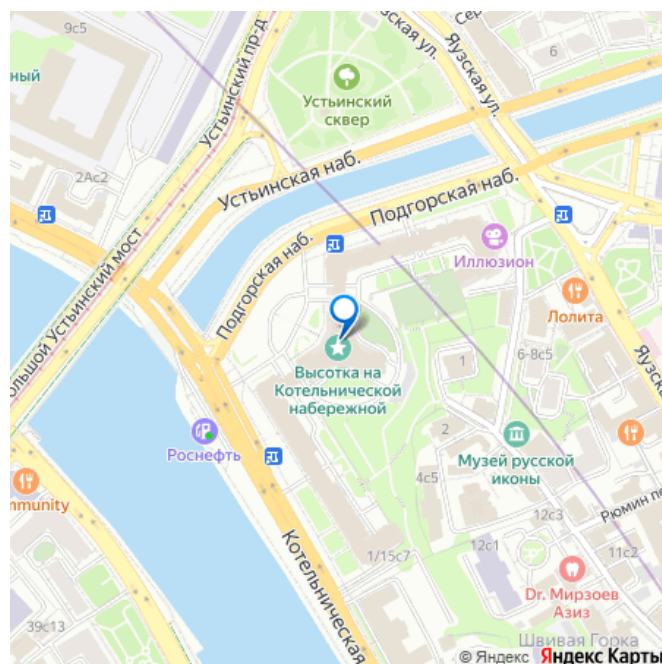 9с5
Устьинский пр-д
Яузская ул.
Яузская ул.
6
ный
Устьинский
сквер
2Ас2
Устьинская наб.
Подгорская наб.
Большой Устьинский мост
Иллюзион
Подгорская наб.
Лолита
6-8с5
1
Высотка на
Котельнической
набережной
2
Роснефть
Музей русской
иконы
4с5
mmunity
Рюмин пе
12с3
Котельническая
1/15с7
12с1
11с2
Dr. Мирзоев
Азиз
39с13
Швивая Горка
© Яндекс Яндекс Карты